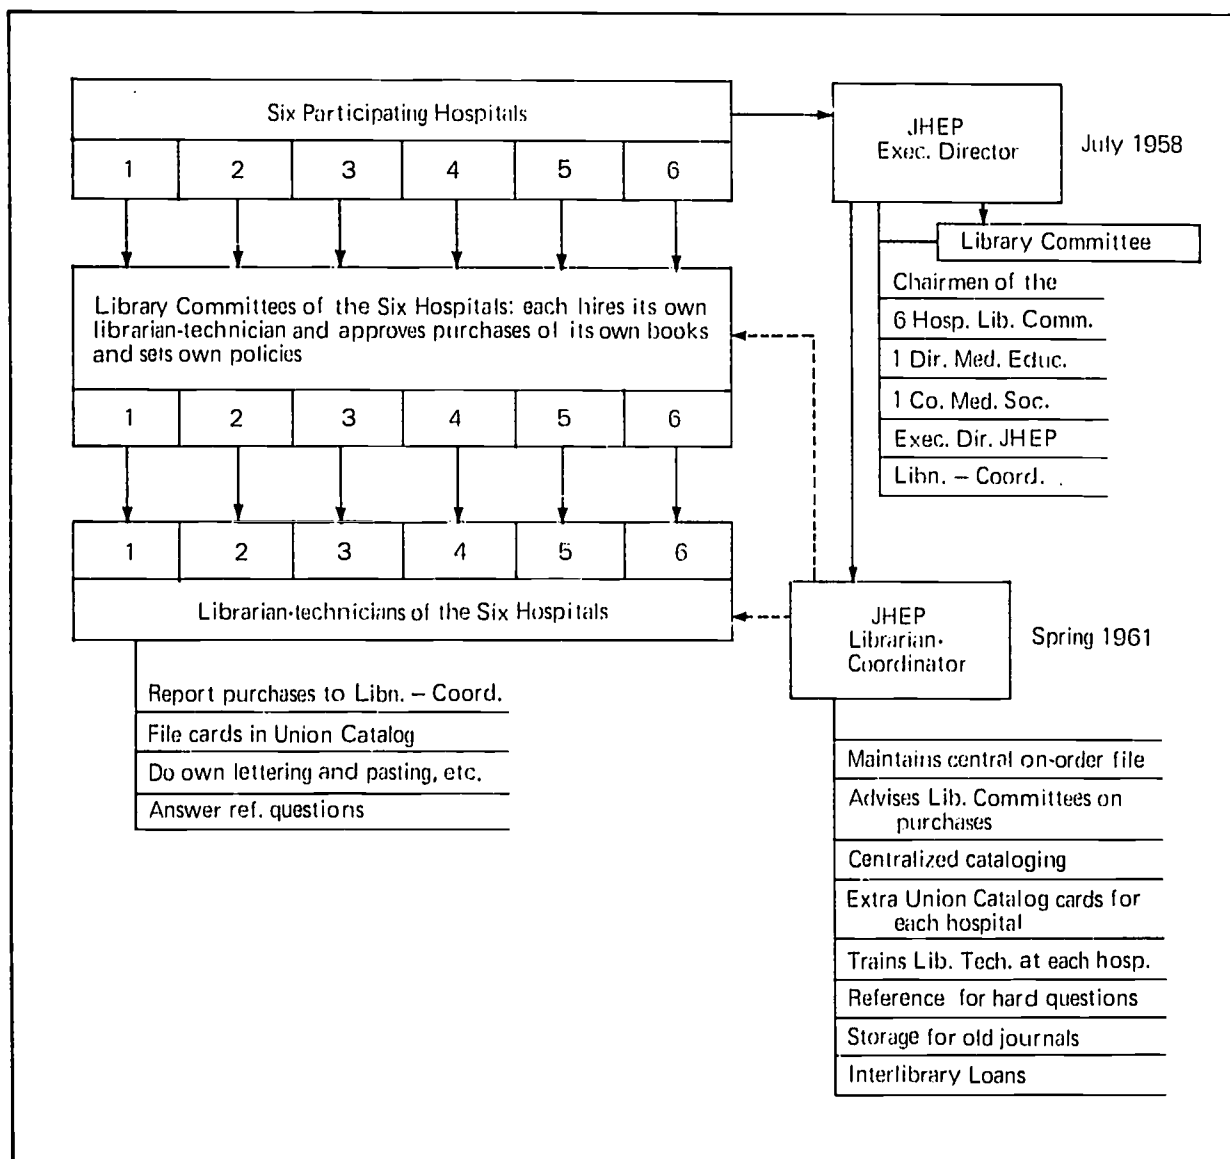 Six Participating Hospitals
1 2 3 4 5 6
Library Committees of the Six Hospitals: each hires its own
librarian-technician and approves purchases of its own books
and sets own policies
1 2 3 4 5 6
1 2 3 4 5 6
Librarian-technicians of the Six Hospitals
Report purchases to Libn. – Coord.
File cards in Union Catalog
Do own lettering and pasting, etc.
Answer ref. questions
JHEP
Exec. Director
July 1958
Library Committee
Chairmen of the
6 Hosp. Lib. Comm.
1 Dir. Med. Educ.
1 Co. Med. Soc.
Exec. Dir. JHEP
Libn. – Coord.
JHEP
Librarian-
Coordinator
Spring 1961
Maintains central on-order file
Advises Lib. Committees on
purchases
Centralized cataloging
Extra Union Catalog cards for
each hospital
Trains Lib. Tech. at each hosp.
Reference for hard questions
Storage for old journals
Interlibrary Loans